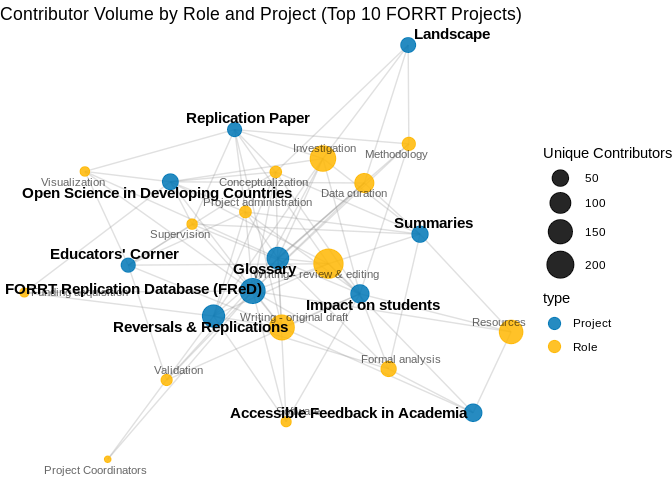 Contributor Volume by Role and Project (Top 10 FORRT Projects)
Landscape
Replication Paper
Investigation
Methodology
Visualization
Conceptualization
Open Science in Developing Countries
Data curation
Project administration
Summaries
Supervision
Educators' Corner
Glossary
Writing - review & editing
FORRT Replication Database (FReD)
Funding acquisition
Impact on students
Writing - original draft
Reversals & Replications
Resources
Formal analysis
Validation
Accessible Feedback in Academia
Project Coordinators
Unique Contributors
50
100
150
200
type
Project
Role